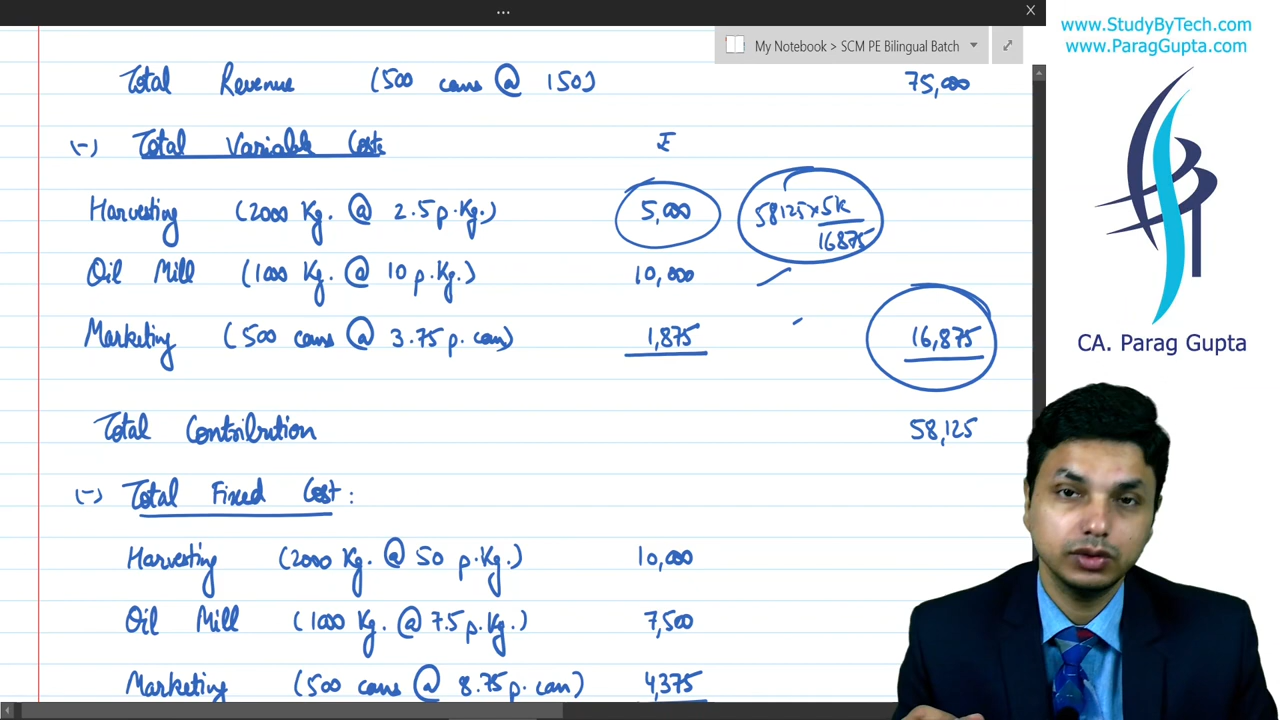 ...
X
www.StudyByTech.com
www.ParagGupta.com
My Notebook > SCM PE Bilingual Batch
Total Revenue (500 cans @ 150) 75,000
(-) Total Variable Costs ₹
Harvesting (2000 Kg. @ 2.5 p.Kg.) 5,000 58125 × 5k / 16875
Oil Mill (1000 Kg. @ 10 p.Kg.) 10,000
Marketing (500 cans @ 3.75 p. can) 1,875 16,875
CA. Parag Gupta
Total Contribution 58,125
(-) Total Fixed Cost :
Harvesting (2000 Kg. @ 50 p.Kg.) 10,000
Oil Mill (1000 Kg. @ 7.5 p.Kg.) 7,500
Marketing (500 cans @ 8.75 p. can) 4,375